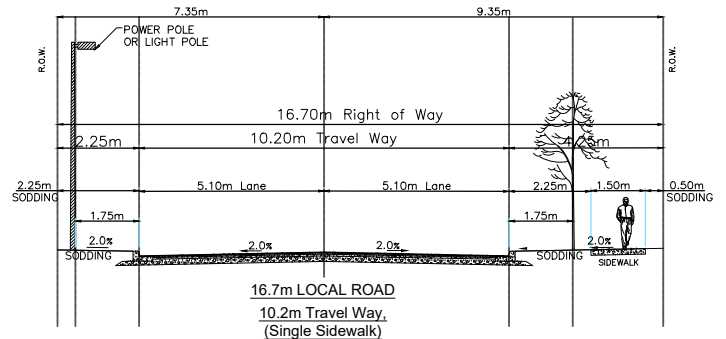 7.35m 9.35m
POWER POLE
OR LIGHT POLE
R.O.W. R.O.W.
16.70m Right of Way
2.25m 10.20m Travel Way 4.25m
2.25m 5.10m Lane 5.10m Lane 2.25m 1.50m 0.50m
SODDING SODDING
1.75m 1.75m
2.0% 2.0% 2.0% 2.0%
SODDING SODDING SIDEWALK
16.7m LOCAL ROAD
10.2m Travel Way,
(Single Sidewalk)